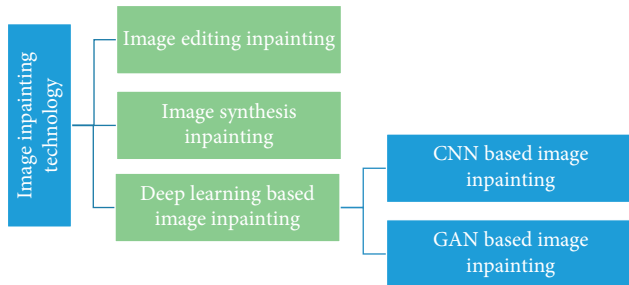 Image inpainting
technology
Image editing inpainting
Image synthesis
inpainting
Deep learning based
image inpainting
CNN based image
inpainting
GAN based image
inpainting